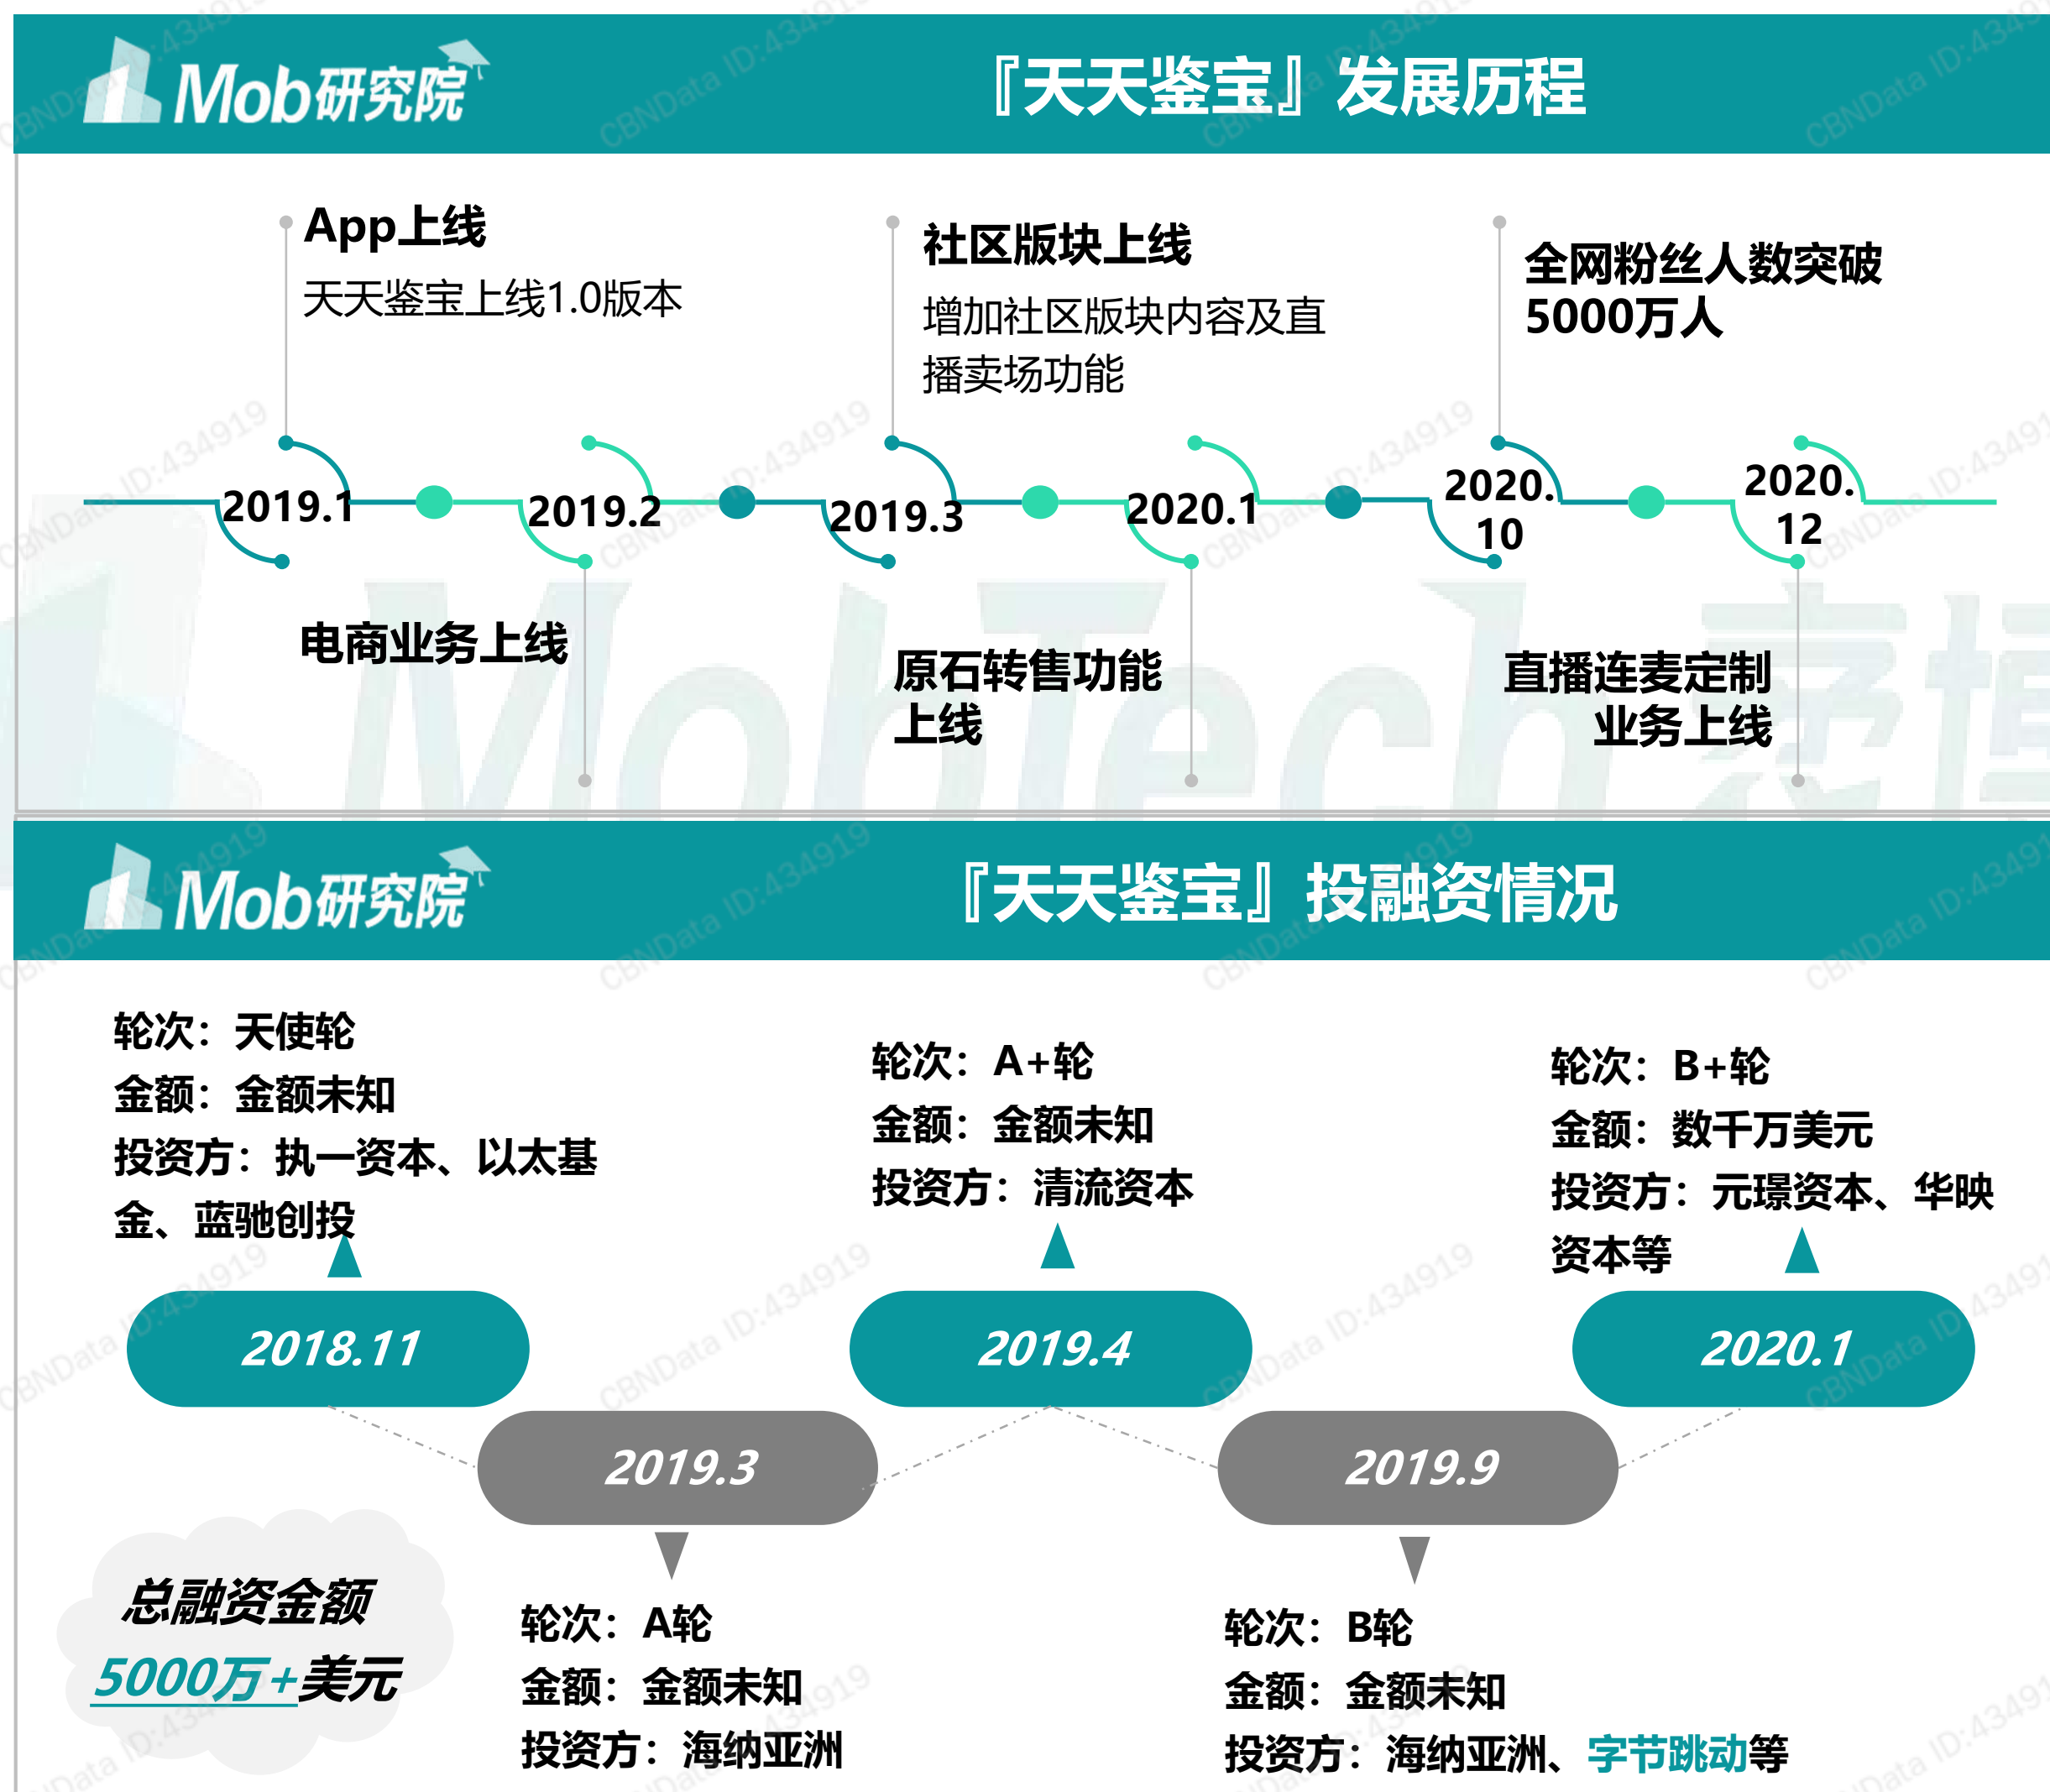 Mob研究院
『天天鉴宝』发展历程
App上线
天天鉴宝上线1.0版本
社区版块上线
增加社区版块内容及直
播卖场功能
全网粉丝人数突破
5000万人
2019.1
2019.2
2019.3
2020.1
2020.
10
2020.
12
电商业务上线
原石转售功能
上线
直播连麦定制
业务上线
MobTech
Mob研究院
『天天鉴宝』投融资情况
轮次：天使轮
金额：金额未知
投资方：执一资本、以太基
金、蓝驰创投
轮次：A+轮
金额：金额未知
投资方：清流资本
轮次：B+轮
金额：数千万美元
投资方：元璟资本、华映
资本等
2018.11
2019.4
2020.1
2019.3
2019.9
总融资金额
5000万+美元
轮次：A轮
金额：金额未知
投资方：海纳亚洲
轮次：B轮
金额：金额未知
投资方：海纳亚洲、字节跳动等
CBNData ID:434919